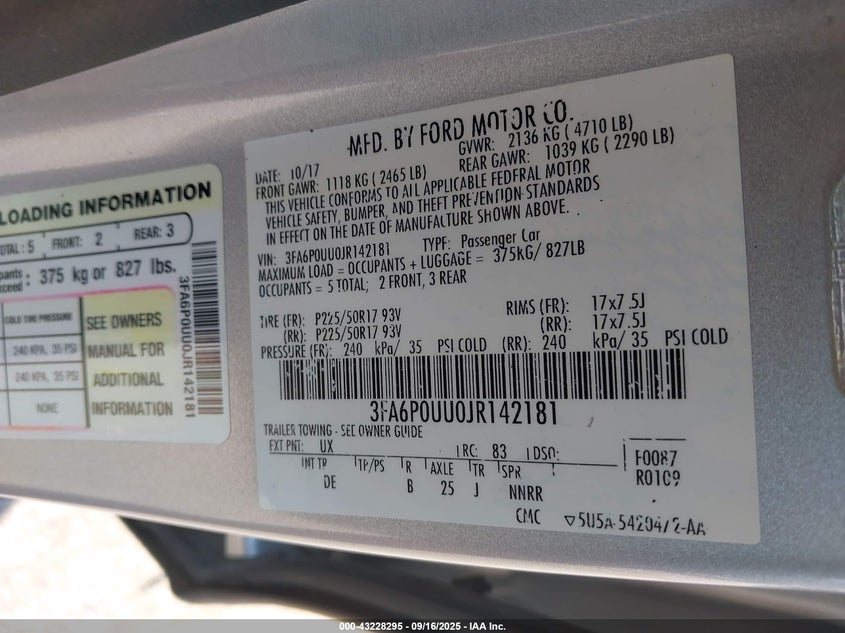 LOADING INFORMATION
TOTAL: 5 FRONT: 2 REAR: 3
375 kg or 827 lbs.
COLD TIRE PRESSURE
240 KPA, 35 PSI
240 KPA, 35 PSI
NONE
SEE OWNERS
MANUAL FOR
ADDITIONAL
INFORMATION
3FA6P0UU0JR142181
MFD. BY FORD MOTOR CO.
DATE: 10/17 GVWR: 2136 KG ( 4710 LB)
FRONT GAWR: 1118 KG ( 2465 LB) REAR GAWR: 1039 KG ( 2290 LB)
THIS VEHICLE CONFORMS TO ALL APPLICABLE FEDERAL MOTOR
VEHICLE SAFETY, BUMPER, AND THEFT PREVENTION STANDARDS
IN EFFECT ON THE DATE OF MANUFACTURE SHOWN ABOVE.
VIN: 3FA6P0UU0JR142181 TYPE: Passenger Car
MAXIMUM LOAD = OCCUPANTS + LUGGAGE = 375KG/ 827LB
OCCUPANTS = 5 TOTAL; 2 FRONT, 3 REAR
TIRE (FR): P225/50R17 93V RIMS (FR): 17x7.5J
(RR): P225/50R17 93V (RR): 17x7.5J
PRESSURE (FR): 240 kPa/ 35 PSI COLD (RR): 240 kPa/ 35 PSI COLD
3FA6P0UU0JR142181
TRAILER TOWING - SEE OWNER GUIDE
EXT PNT: UX RC: 83 DSO:
INT TR TP/PS R AXLE TR SPR
DE B 25 J NNRR
F0087
R0109
CMC 5U5A-5420472-AA
000-43228295 - 09/16/2025 - IAA Inc.